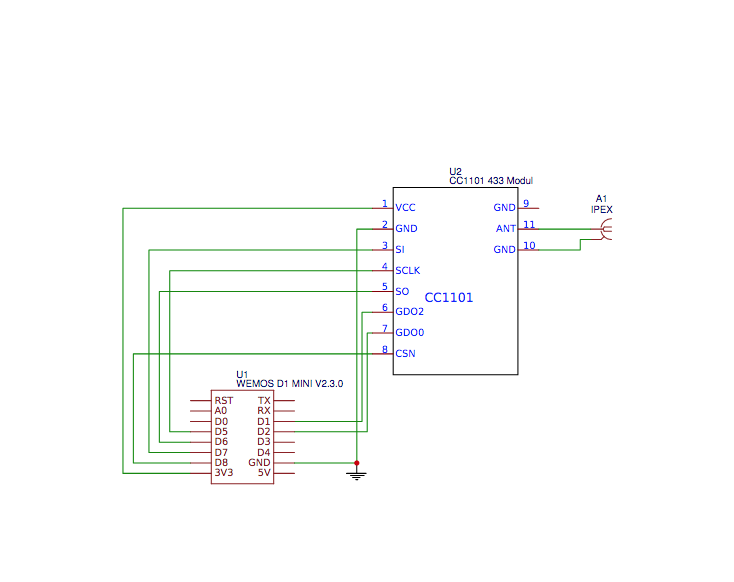 U2
CC1101 433 Modul
A1
IPEX
1 VCC
2 GND
3 SI
4 SCLK
5 SO
6 GDO2
7 GDO0
8 CSN
GND 9
ANT 11
GND 10
CC1101
U1
WEMOS D1 MINI V2.3.0
RST TX
A0 RX
D0 D1
D5 D2
D6 D3
D7 D4
D8 GND
3V3 5V